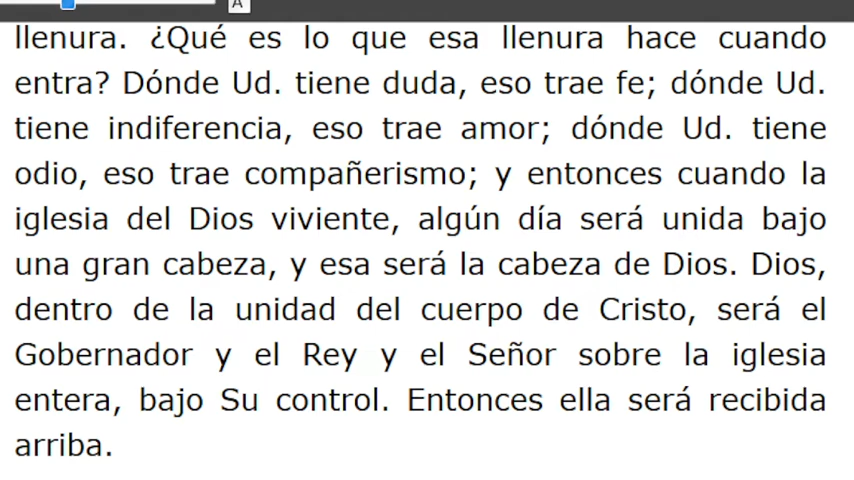 A
llenura. ¿Qué es lo que esa llenura hace cuando
entra? Dónde Ud. tiene duda, eso trae fe; dónde Ud.
tiene indiferencia, eso trae amor; dónde Ud. tiene
odio, eso trae compañerismo; y entonces cuando la
iglesia del Dios viviente, algún día será unida bajo
una gran cabeza, y esa será la cabeza de Dios. Dios,
dentro de la unidad del cuerpo de Cristo, será el
Gobernador y el Rey y el Señor sobre la iglesia
entera, bajo Su control. Entonces ella será recibida
arriba.